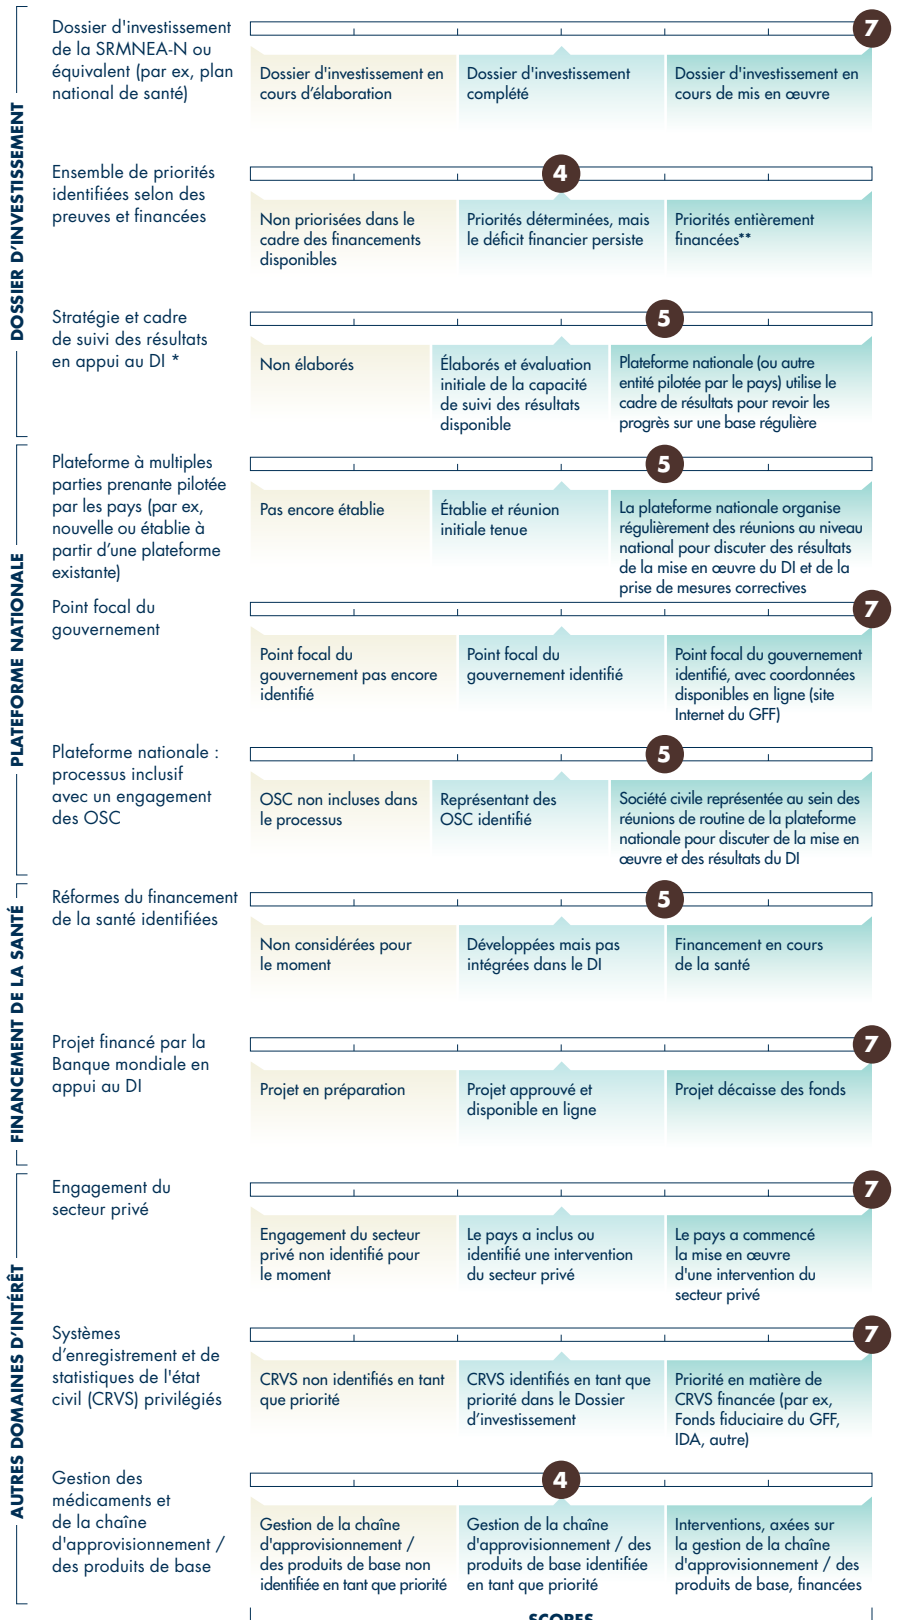 DOSSIER D'INVESTISSEMENT
Dossier d'investissement
de la SRMNEA-N ou
équivalent (par ex, plan
national de santé)
7
Dossier d'investissement en
cours d’élaboration
Dossier d'investissement
complété
Dossier d'investissement en
cours de mis en œuvre
Ensemble de priorités
identifiées selon des
preuves et financées
4
Non priorisées dans le
cadre des financements
disponibles
Priorités déterminées, mais
le déficit financier persiste
Priorités entièrement
financées**
Stratégie et cadre
de suivi des résultats
en appui au DI *
5
Non élaborés
Élaborés et évaluation
initiale de la capacité
de suivi des résultats
disponible
Plateforme nationale (ou autre
entité pilotée par le pays) utilise le
cadre de résultats pour revoir les
progrès sur une base régulière
PLATEFORME NATIONALE
Plateforme à multiples
parties prenante pilotée
par les pays (par ex,
nouvelle ou établie à
partir d’une plateforme
existante)
5
Pas encore établie
Établie et réunion
initiale tenue
La plateforme nationale organise
régulièrement des réunions au niveau
national pour discuter des résultats
de la mise en œuvre du DI et de la
prise de mesures correctives
Point focal du
gouvernement
7
Point focal du
gouvernement pas encore
identifié
Point focal du
gouvernement identifié
Point focal du gouvernement
identifié, avec coordonnées
disponibles en ligne (site
Internet du GFF)
Plateforme nationale :
processus inclusif
avec un engagement
des OSC
5
OSC non incluses dans
le processus
Représentant des
OSC identifié
Société civile représentée au sein des
réunions de routine de la plateforme
nationale pour discuter de la mise en
œuvre et des résultats du DI
FINANCEMENT DE LA SANTÉ
Réformes du financement
de la santé identifiées
5
Non considérées pour
le moment
Développées mais pas
intégrées dans le DI
Financement en cours
de la santé
Projet financé par la
Banque mondiale en
appui au DI
7
Projet en préparation
Projet approuvé et
disponible en ligne
Projet décaisse des fonds
AUTRES DOMAINES D’INTÉRÊT
Engagement du
secteur privé
7
Engagement du secteur
privé non identifié pour
le moment
Le pays a inclus ou
identifié une intervention
du secteur privé
Le pays a commencé
la mise en œuvre
d'une intervention du
secteur privé
Systèmes
d’enregistrement et de
statistiques de l'état
civil (CRVS) privilégiés
7
CRVS non identifiés en tant
que priorité
CRVS identifiés en tant que
priorité dans le Dossier
d’investissement
Priorité en matière de
CRVS financée (par ex,
Fonds fiduciaire du GFF,
IDA, autre)
Gestion des
médicaments et
de la chaîne
d'approvisionnement /
des produits de base
4
Gestion de la chaîne
d'approvisionnement /
des produits de base non
identifiée en tant que priorité
Gestion de la chaîne
d'approvisionnement / des
produits de base identifiée
en tant que priorité
Interventions, axées sur
la gestion de la chaîne
d'approvisionnement / des
produits de base, financées
SCORES